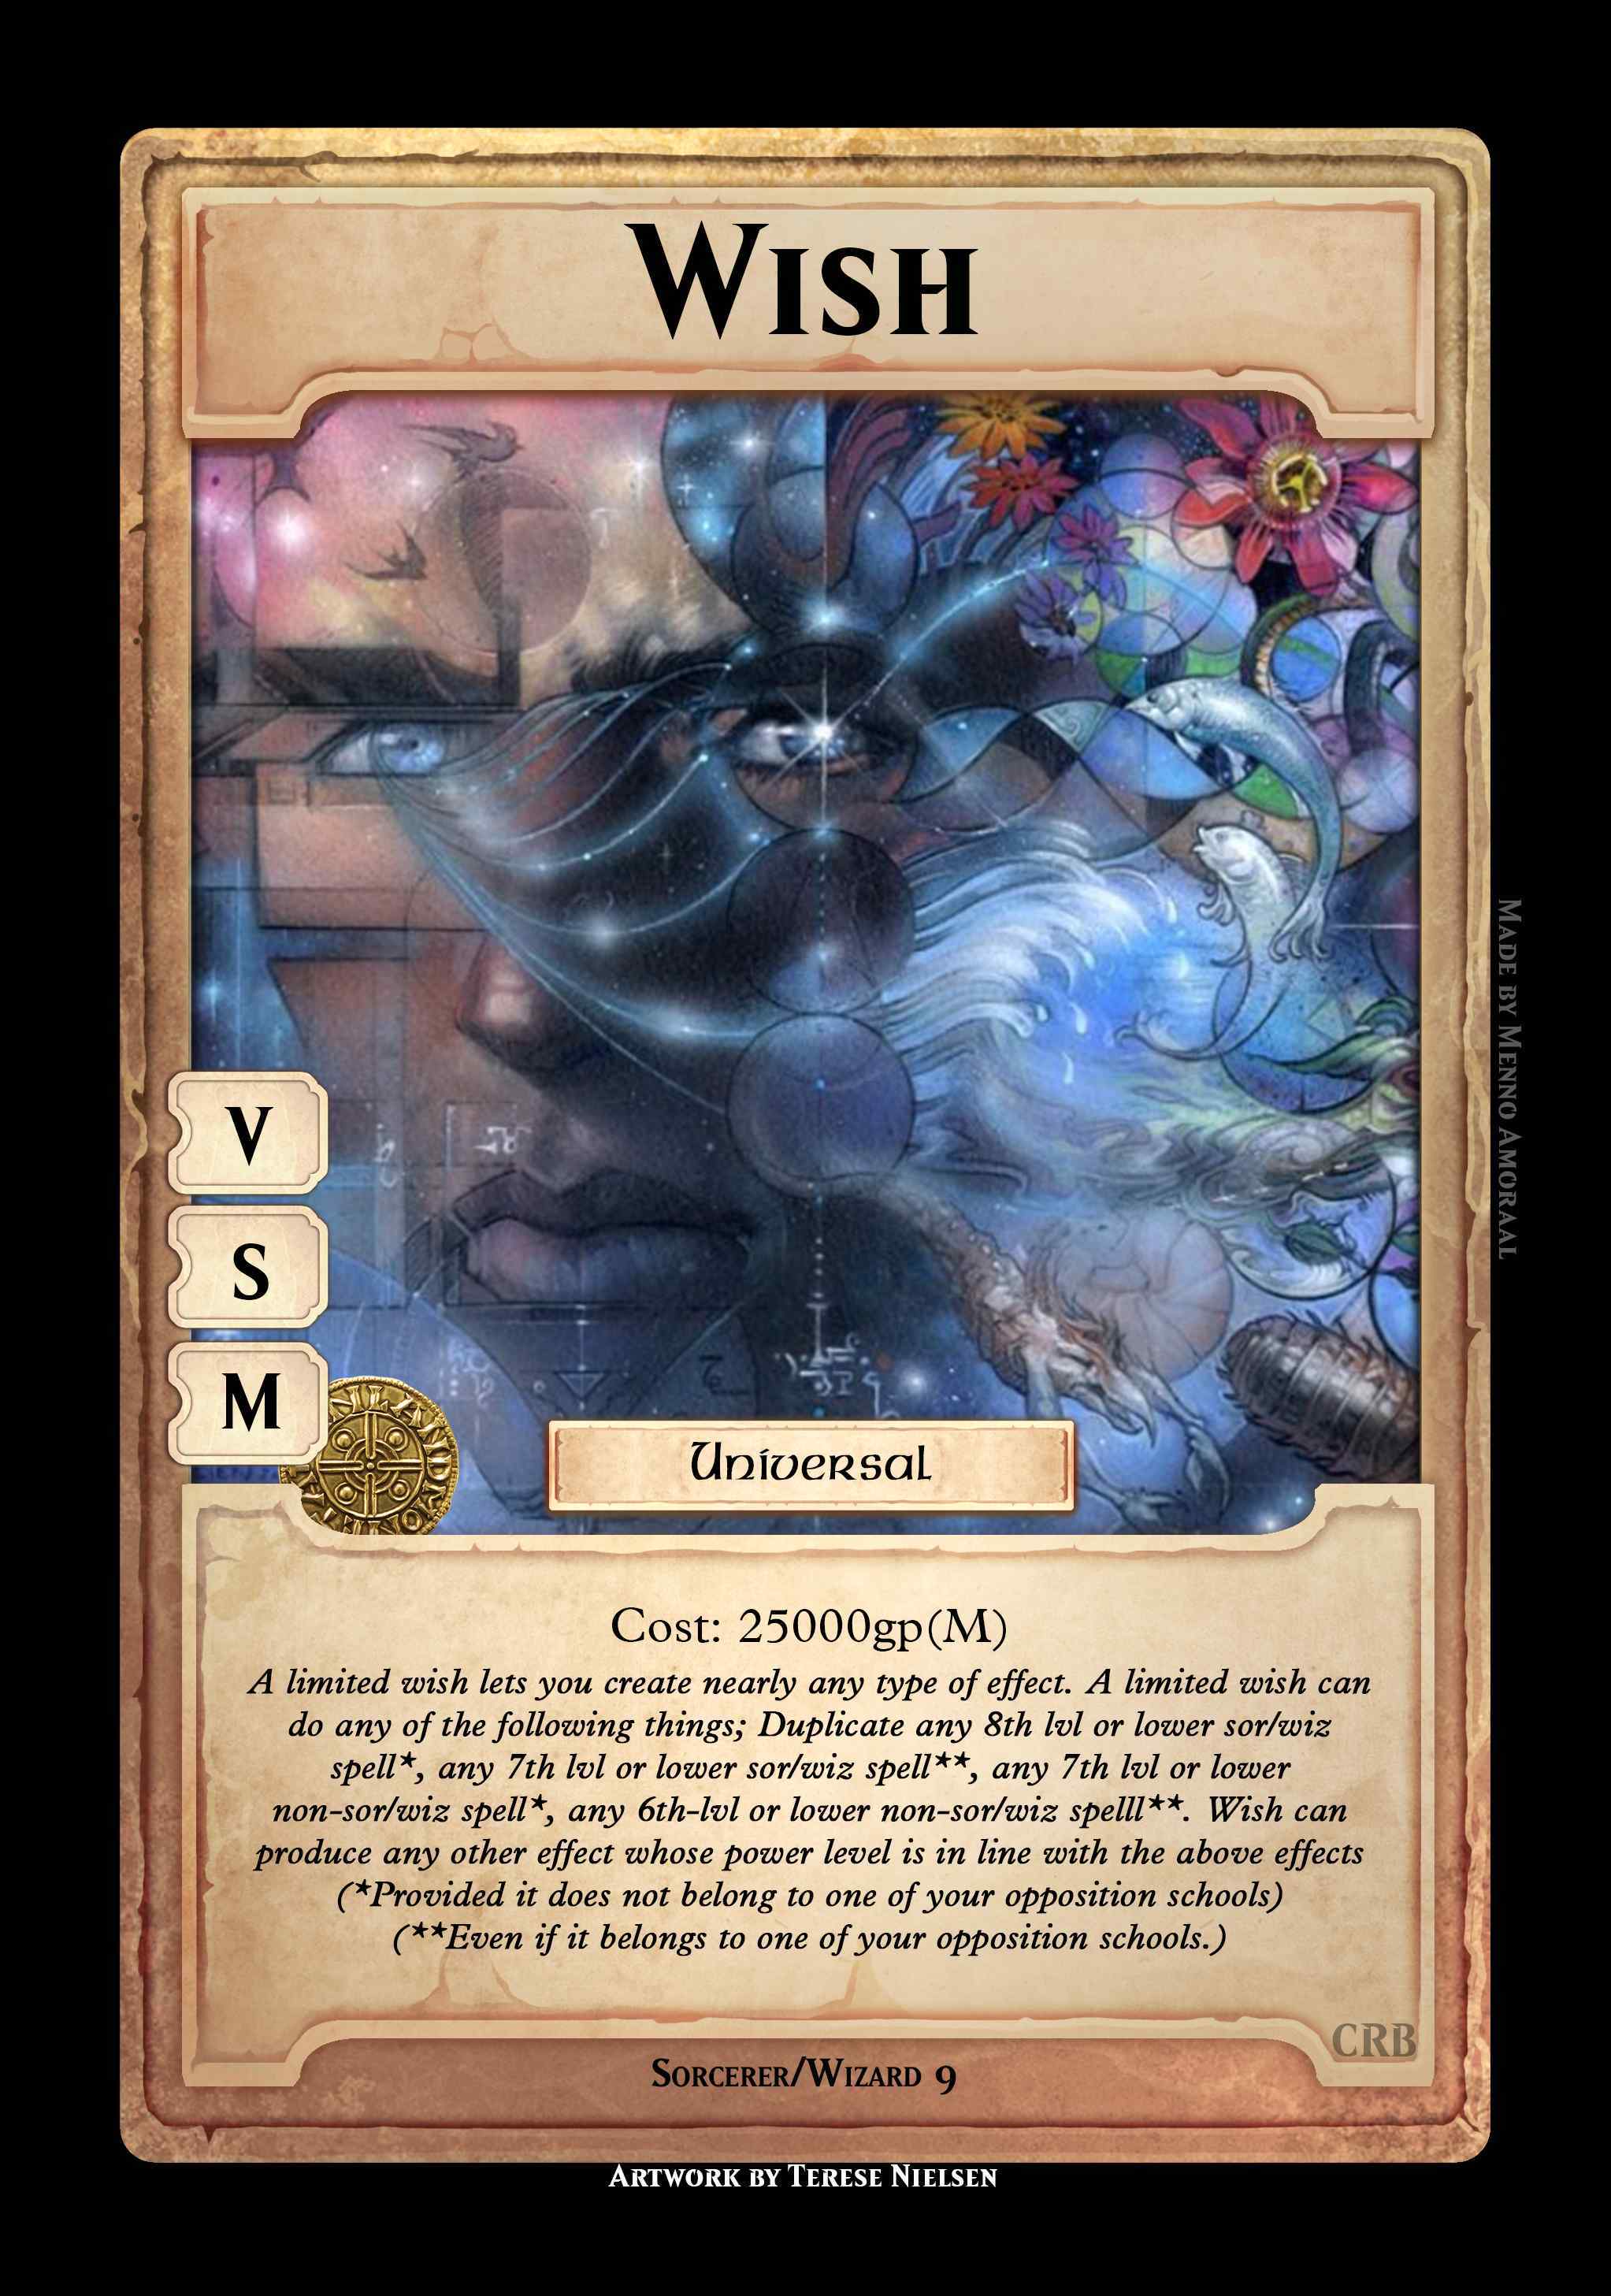 Wish
V
S
M
Universal
Cost: 25000gp(M)
A limited wish lets you create nearly any type of effect. A limited wish can
do any of the following things; Duplicate any 8th lvl or lower sor/wiz
spell*, any 7th lvl or lower sor/wiz spell**, any 7th lvl or lower
non-sor/wiz spell*, any 6th-lvl or lower non-sor/wiz spelll**. Wish can
produce any other effect whose power level is in line with the above effects
(*Provided it does not belong to one of your opposition schools)
(**Even if it belongs to one of your opposition schools.)
CRB
Sorcerer/Wizard 9
Artwork by Terese Nielsen
Made by Menno Amoraal